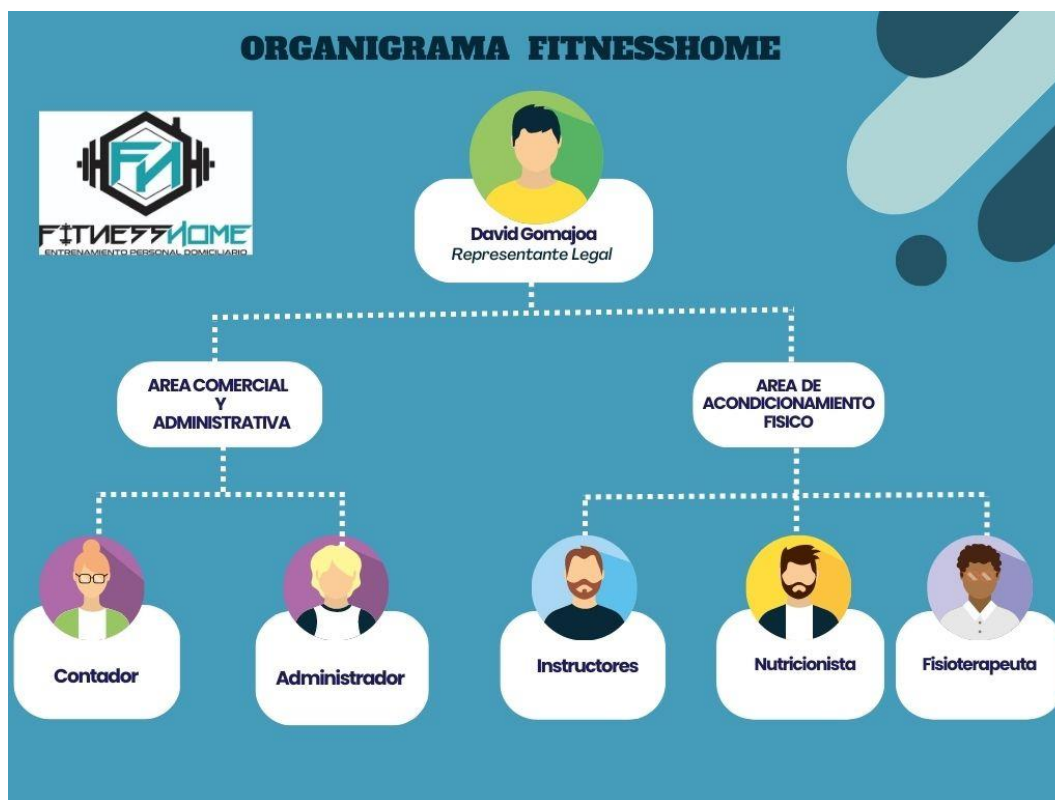 ORGANIGRAMA FITNESSHOME
FN
FITNESSHOME
ENTRENAMIENTO PERSONAL DOMICILIARIO
David Gomajoa
Representante Legal
AREA COMERCIAL
Y
ADMINISTRATIVA
AREA DE
ACONDICIONAMIENTO
FISICO
Contador
Administrador
Instructores
Nutricionista
Fisioterapeuta